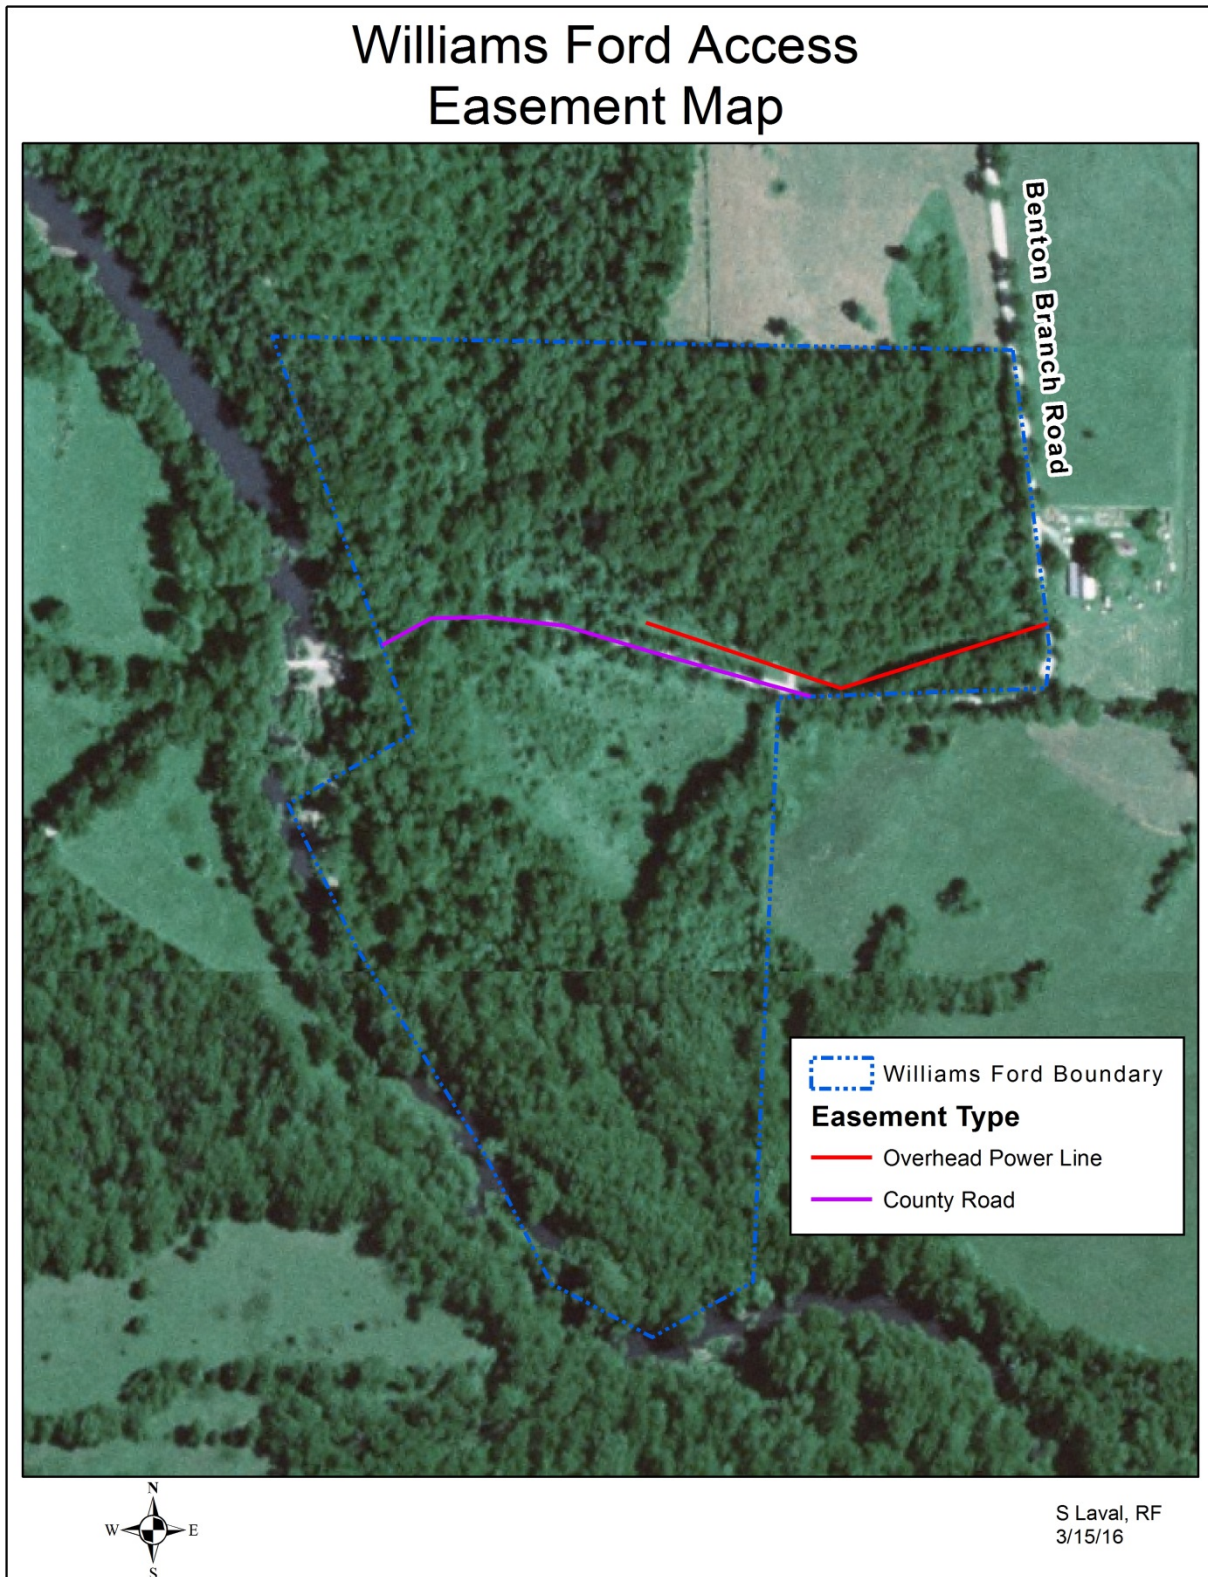 Williams Ford Access
Easement Map
Benton Branch Road
Williams Ford Boundary
Easement Type
Overhead Power Line
County Road
N
W E
S
S Laval, RF
3/15/16